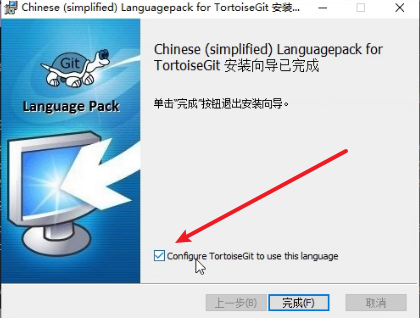 Chinese (simplified) Languagepack for TortoiseGit 安装...
Git
Language Pack
Chinese (simplified) Languagepack for
TortoiseGit 安装向导已完成
单击"完成"按钮退出安装向导。
Configure TortoiseGit to use this language
上一步(B)
完成(F)
取消